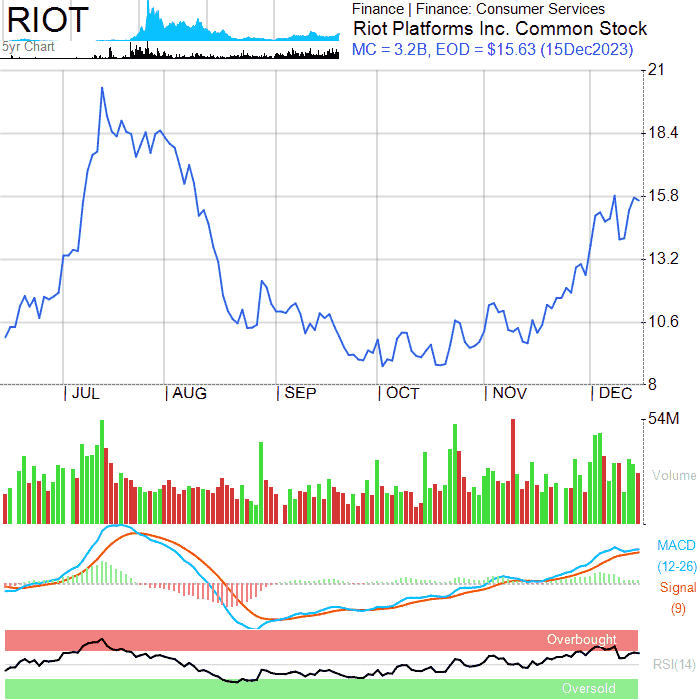 RIOT
5yr Chart
Finance | Finance: Consumer Services
Riot Platforms Inc. Common Stock
MC = 3.2B, EOD = $15.63 (15Dec2023)
21
18.4
15.8
13.2
10.6
8
| JUL | AUG | SEP | OCT | NOV | DEC
54M
Volume
MACD
(12-26)
Signal
(9)
Overbought
RSI(14)
Oversold